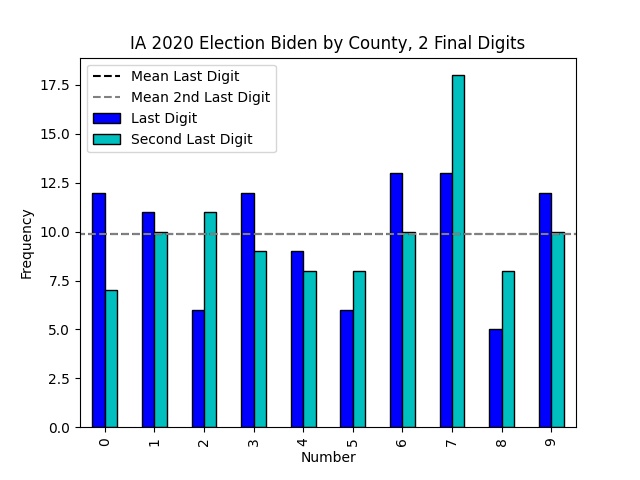 IA 2020 Election Biden by County, 2 Final Digits
Mean Last Digit
Mean 2nd Last Digit
Last Digit
Second Last Digit
17.5
15.0
12.5
10.0
7.5
5.0
2.5
0.0
Frequency
0 1 2 3 4 5 6 7 8 9
Number